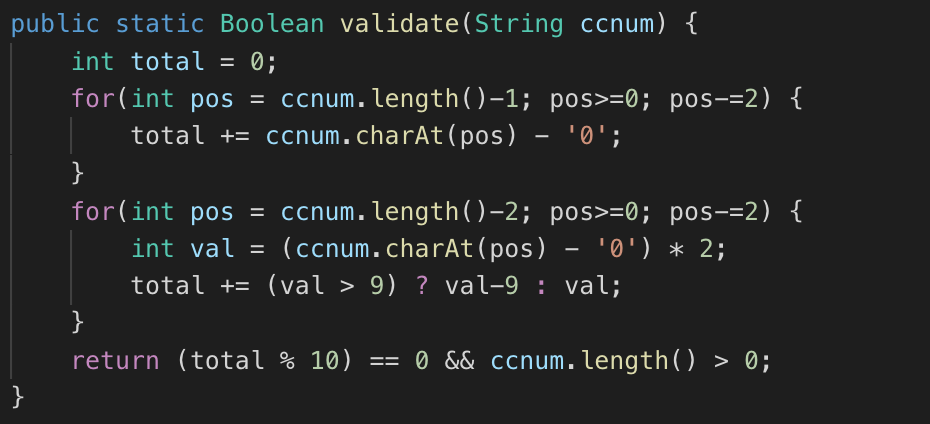 public static Boolean validate(String ccnum) {
    int total = 0;
    for(int pos = ccnum.length()-1; pos>=0; pos-=2) {
        total += ccnum.charAt(pos) - '0';
    }
    for(int pos = ccnum.length()-2; pos>=0; pos-=2) {
        int val = (ccnum.charAt(pos) - '0') * 2;
        total += (val > 9) ? val-9 : val;
    }
    return (total % 10) == 0 && ccnum.length() > 0;
}